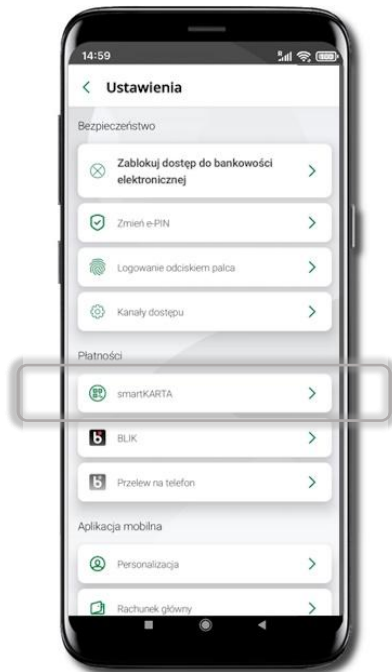 14:59
Ustawienia
Bezpieczeństwo
Zablokuj dostęp do bankowości
elektronicznej
Zmień e-PIN
Logowanie odciskiem palca
Kanały dostępu
Płatności
smartKARTA
BLIK
Przelew na telefon
Aplikacja mobilna
Personalizacja
Rachunek główny